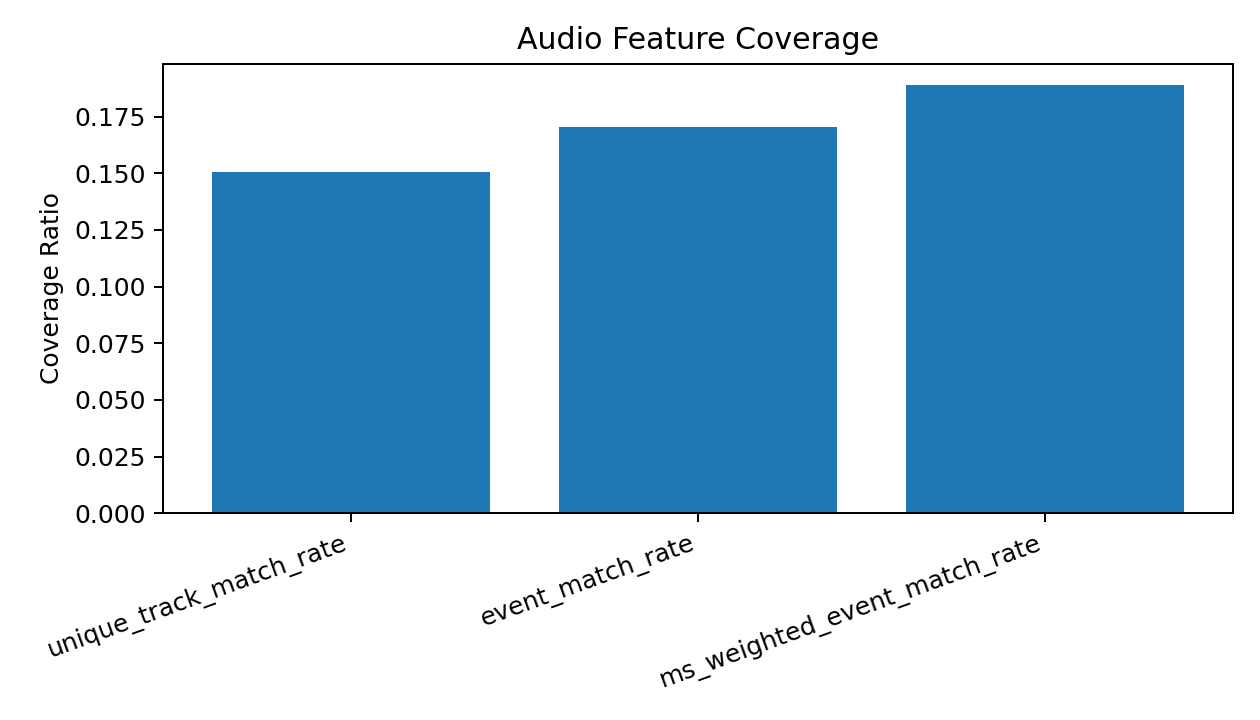 Audio Feature Coverage
Coverage Ratio
0.175
0.150
0.125
0.100
0.075
0.050
0.025
0.000
unique_track_match_rate
event_match_rate
ms_weighted_event_match_rate